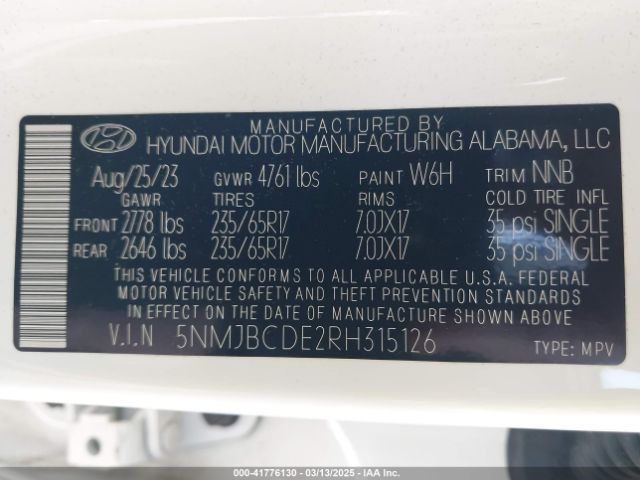 MANUFACTURED BY
HYUNDAI MOTOR MANUFACTURING ALABAMA, LLC
Aug/25/23 GVWR 4761 lbs PAINT W6H TRIM NNB
GAWR TIRES RIMS COLD TIRE INFL
FRONT 2778 lbs 235/65R17 7.0JX17 35 psi SINGLE
REAR 2646 lbs 235/65R17 7.0JX17 35 psi SINGLE
THIS VEHICLE CONFORMS TO ALL APPLICABLE U.S.A. FEDERAL
MOTOR VEHICLE SAFETY AND THEFT PREVENTION STANDARDS
IN EFFECT ON THE DATE OF MANUFACTURE SHOWN ABOVE.
V.I.N 5NMJBCDE2RH315126 TYPE: MPV
000-41776130 - 03/13/2025 - IAA Inc.